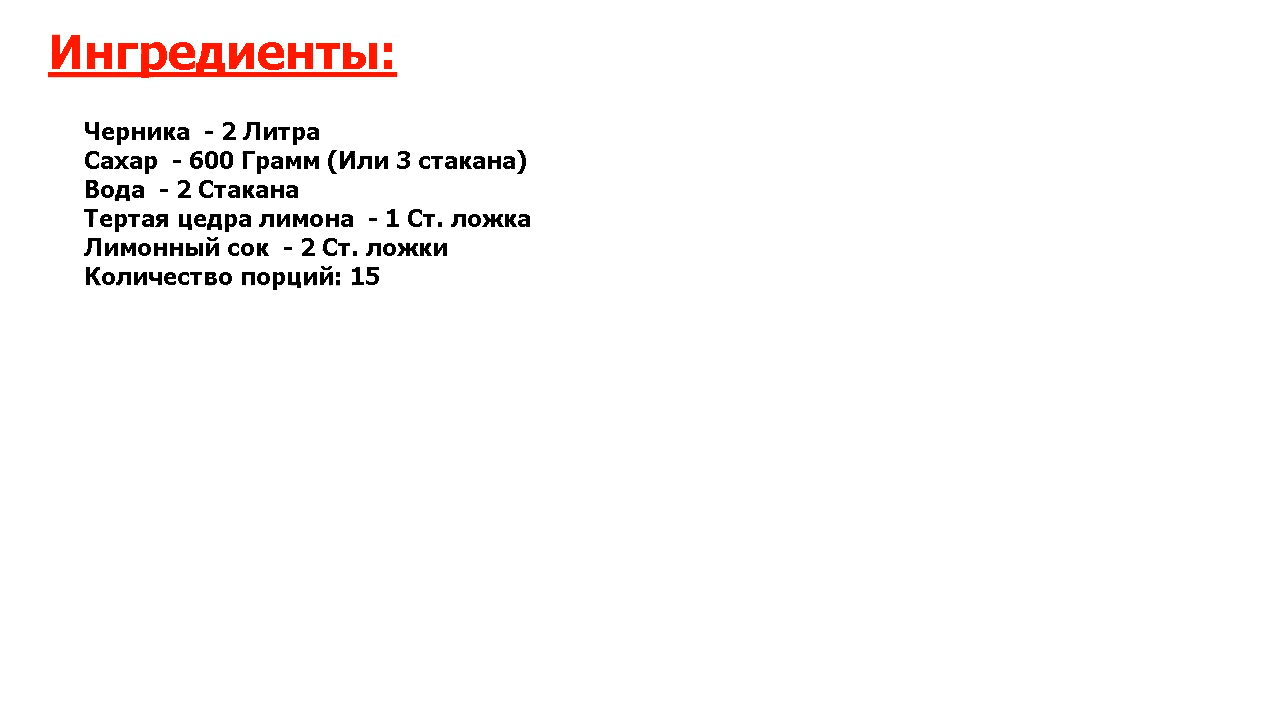 Ингредиенты:
Черника - 2 Литра
Сахар - 600 Грамм (Или 3 стакана)
Вода - 2 Стакана
Тертая цедра лимона - 1 Ст. ложка
Лимонный сок - 2 Ст. ложки
Количество порций: 15